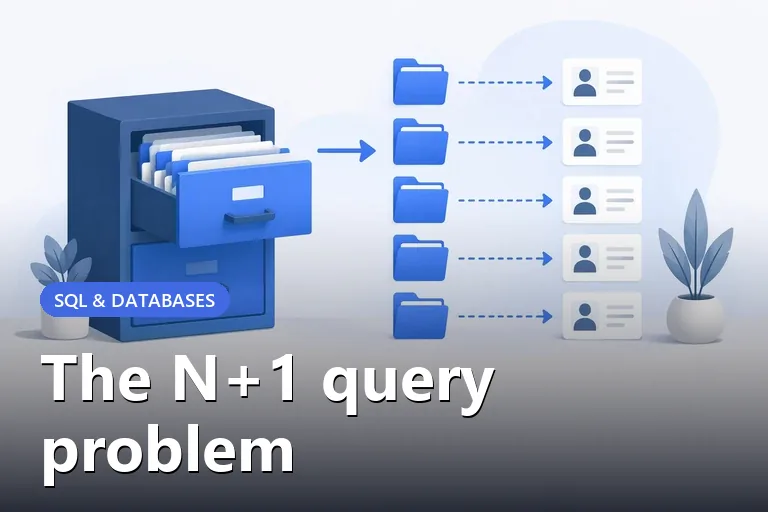 SQL & DATABASES
The N+1 query
problem